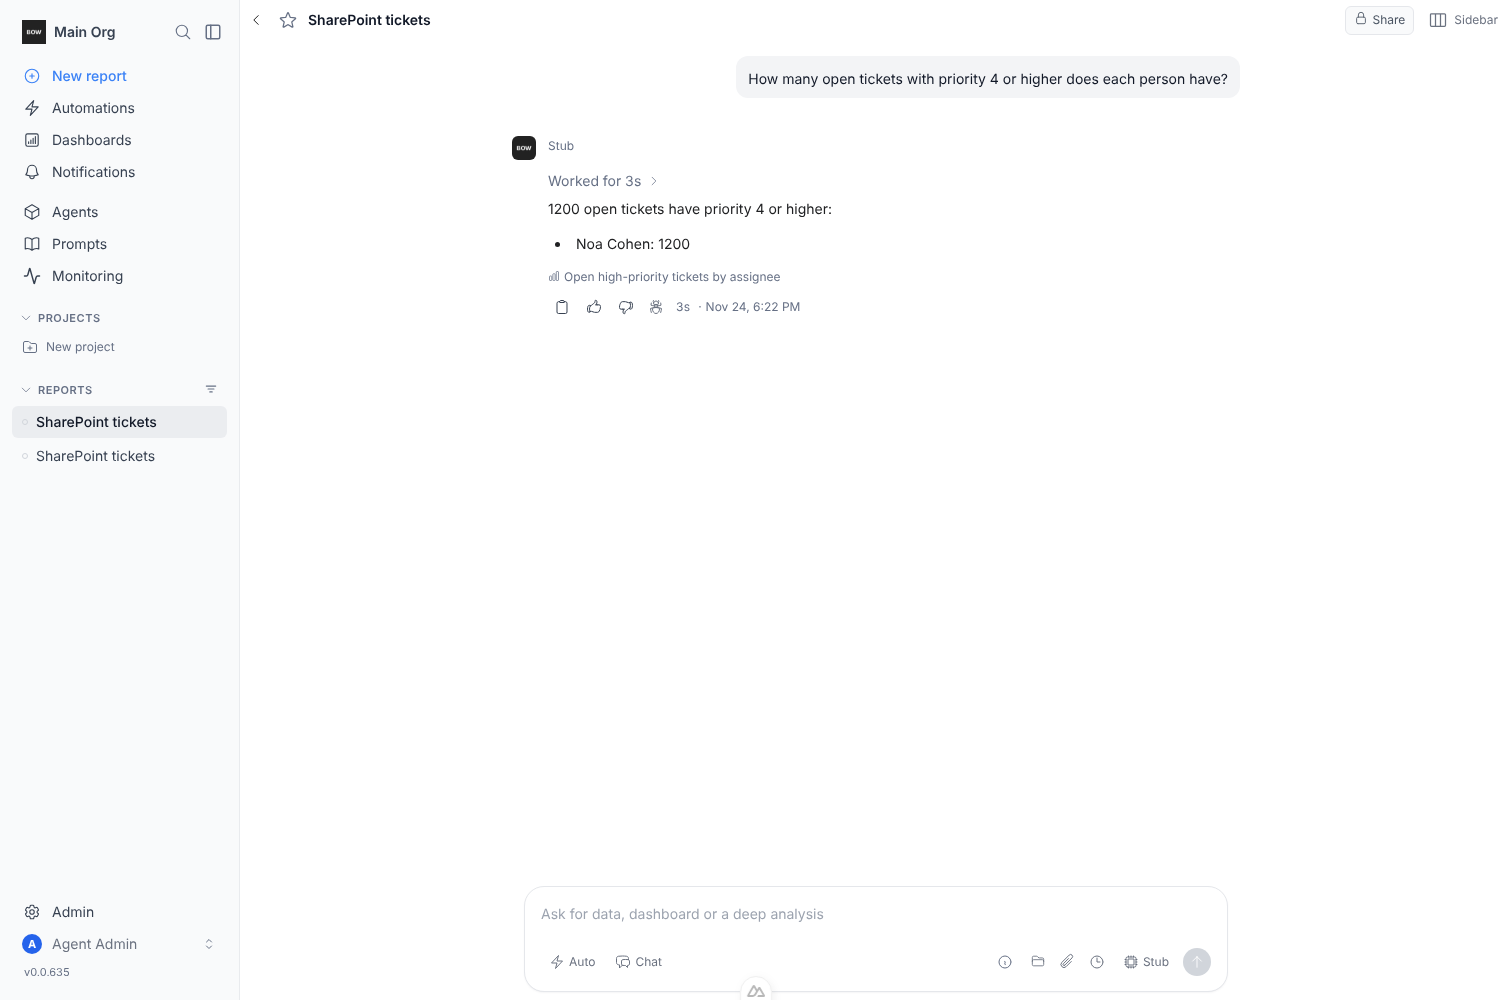 BOW
Main Org
New report
Automations
Dashboards
Notifications
Agents
Prompts
Monitoring
PROJECTS
New project
REPORTS
SharePoint tickets
SharePoint tickets
Admin
A
Agent Admin
v0.0.635
SharePoint tickets
Share
Sidebar
How many open tickets with priority 4 or higher does each person have?
BOW
Stub
Worked for 3s
1200 open tickets have priority 4 or higher:
• Noa Cohen: 1200
Open high-priority tickets by assignee
3s · Nov 24, 6:22 PM
Ask for data, dashboard or a deep analysis
Auto
Chat
Stub